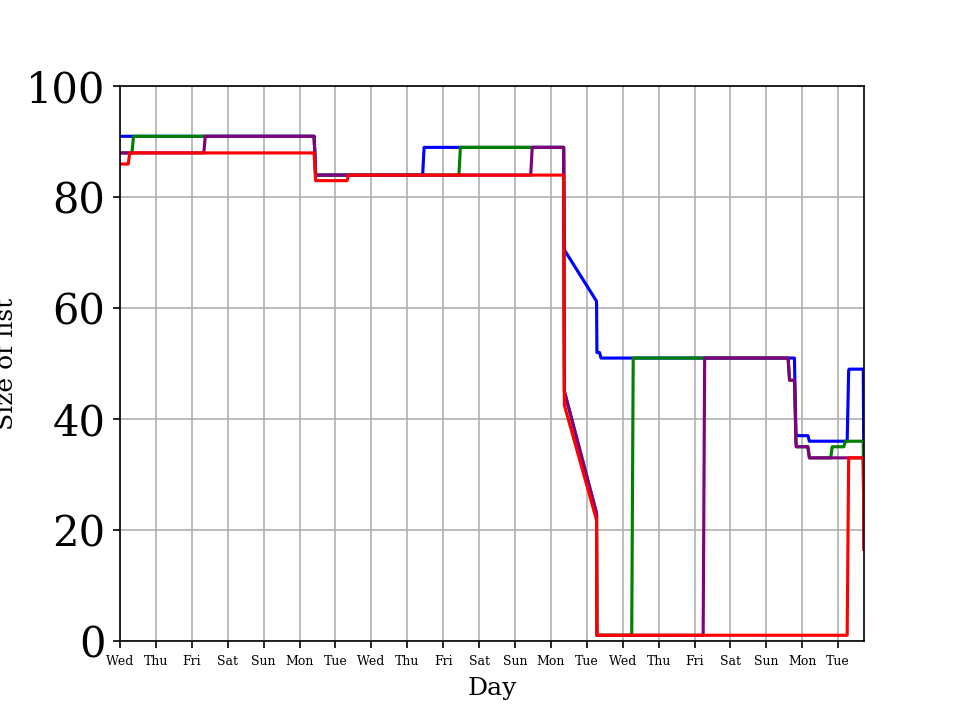 100
80
60
40
20
0
Size of list
Wed Thu Fri Sat Sun Mon Tue Wed Thu Fri Sat Sun Mon Tue Wed Thu Fri Sat Sun Mon Tue
Day